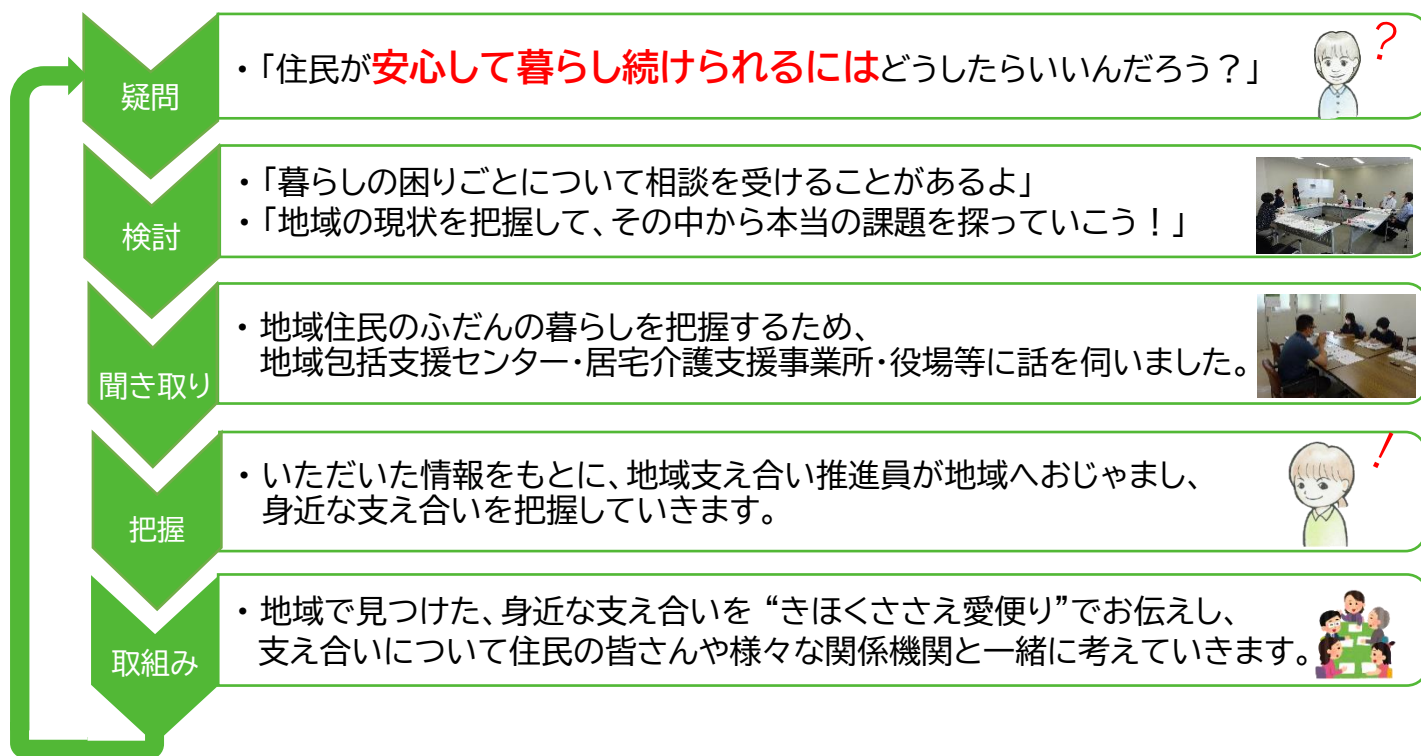 疑問
・「住民が安心して暮らし続けられるにはどうしたらいいんだろう？」
?
検討
・「暮らしの困りごとについて相談を受けることがあるよ」
・「地域の現状を把握して、その中から本当の課題を探っていこう！」
聞き取り
・地域住民のふだんの暮らしを把握するため、
地域包括支援センター・居宅介護支援事業所・役場等に話を伺いました。
把握
・いただいた情報をもとに、地域支え合い推進員が地域へおじゃまし、
身近な支え合いを把握していきます。
!
取組み
・地域で見つけた、身近な支え合いを “きほくささえ愛便り”でお伝えし、
支え合いについて住民の皆さんや様々な関係機関と一緒に考えていきます。